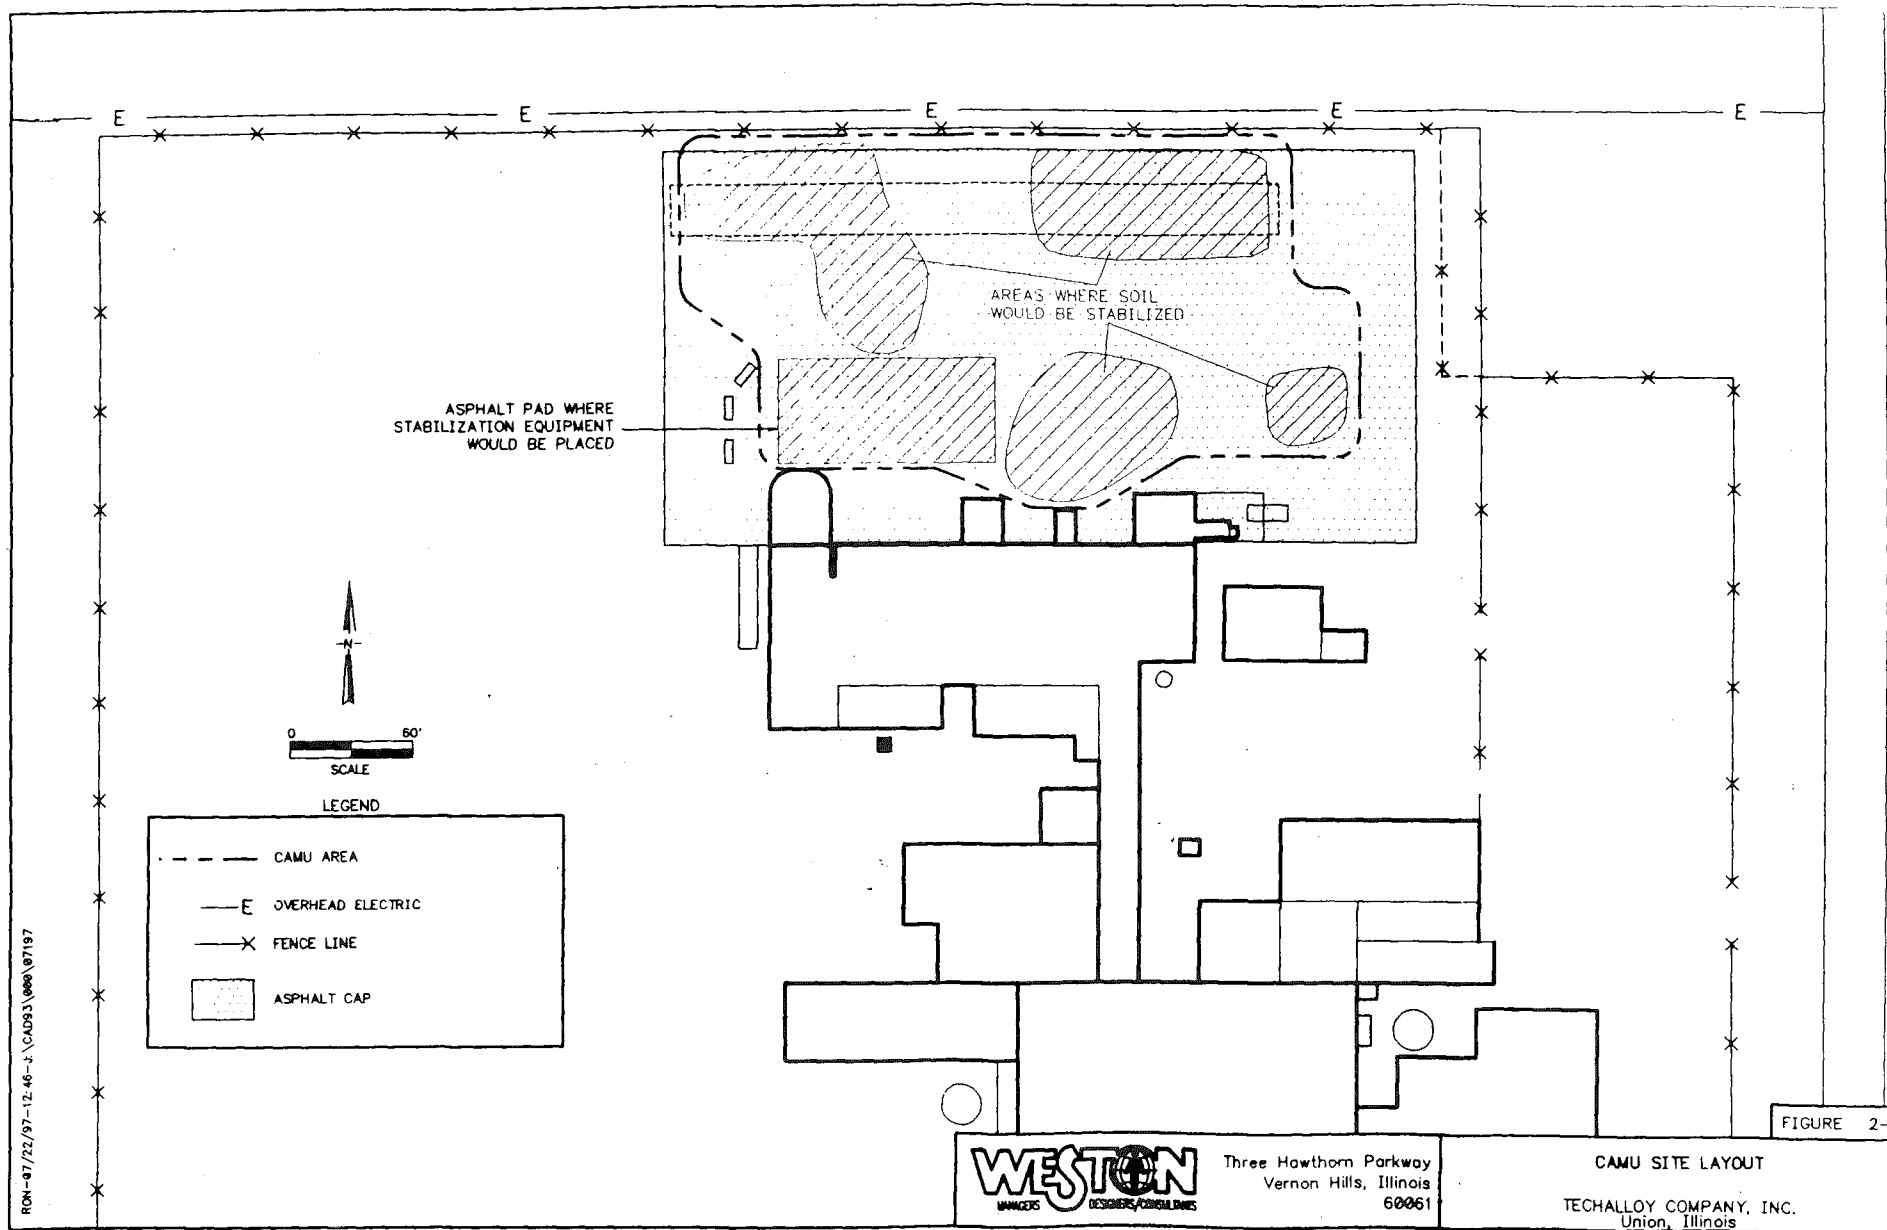 E E E E E
AREAS WHERE SOIL
WOULD BE STABILIZED
ASPHALT PAD WHERE
STABILIZATION EQUIPMENT
WOULD BE PLACED
N
0 60'
SCALE
LEGEND
CAMU AREA
E OVERHEAD ELECTRIC
FENCE LINE
ASPHALT CAP
RON-07/22/97-12:46-J:\CAD93\000\07197
FIGURE 2-
WESTON
MANAGERS DESIGNERS/CONSULTANTS
Three Hawthorn Parkway
Vernon Hills, Illinois
60061
CAMU SITE LAYOUT
TECHALLOY COMPANY, INC.
Union, Illinois